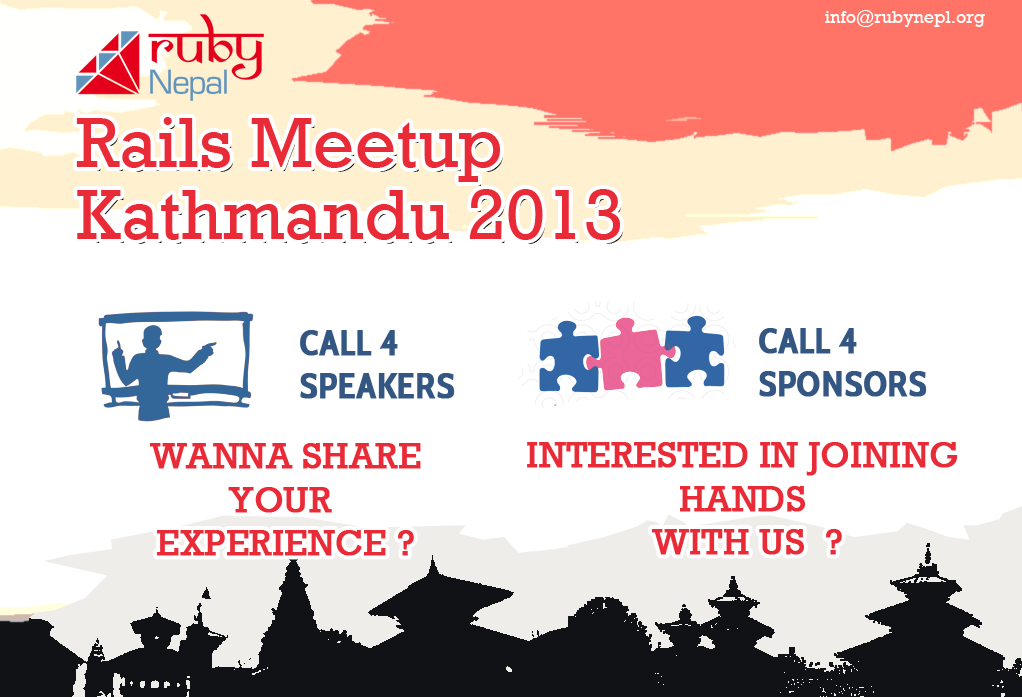 info@rubynepl.org
ruby
Nepal
Rails Meetup
Kathmandu 2013
CALL 4
SPEAKERS
WANNA SHARE
YOUR
EXPERIENCE ?
CALL 4
SPONSORS
INTERESTED IN JOINING
HANDS
WITH US ?